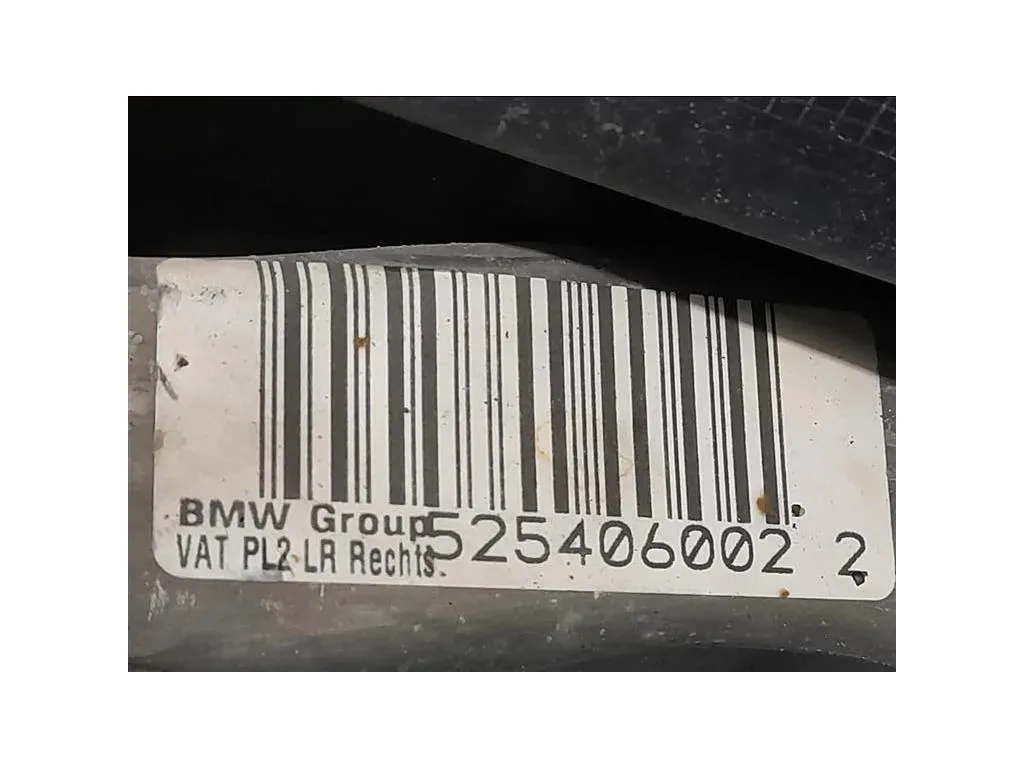 BMW Group 525406002 2
VAT PL2 LR Rechts.